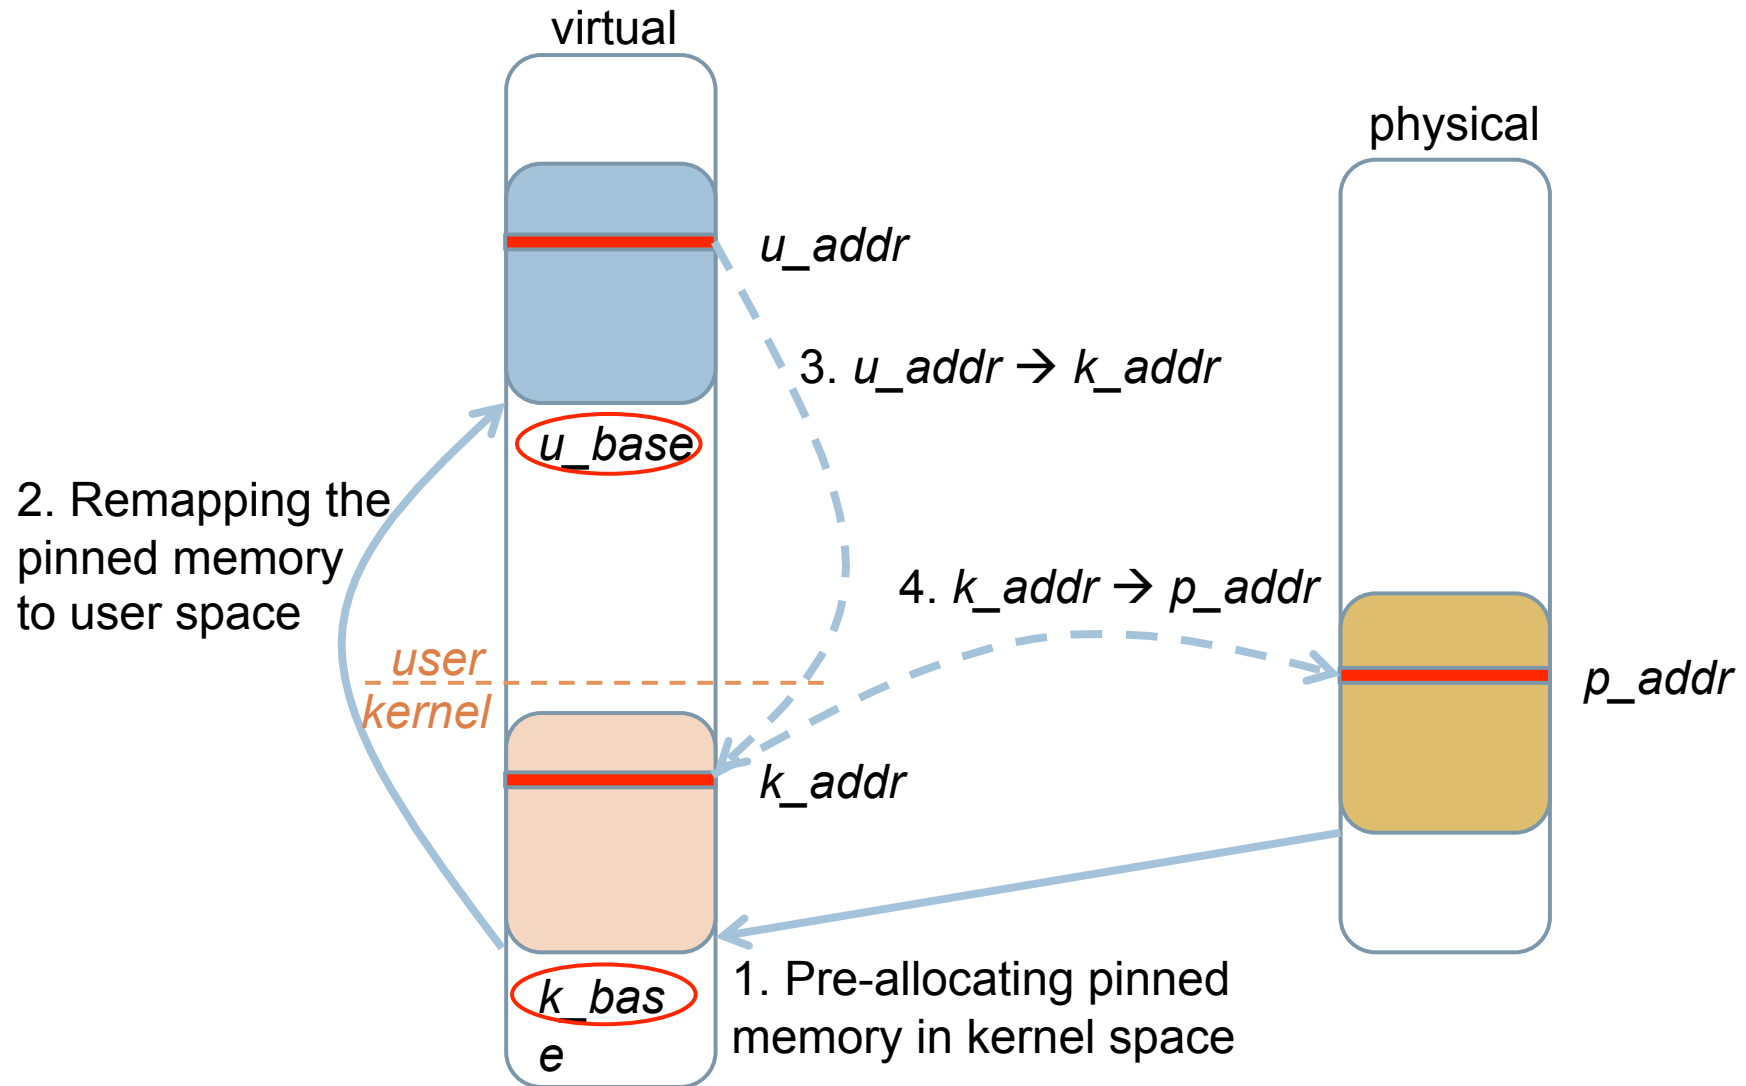 virtual
physical
u_addr
3. u_addr → k_addr
u_base
2. Remapping the
pinned memory
to user space
4. k_addr → p_addr
user
kernel
p_addr
k_addr
k_bas
e
1. Pre-allocating pinned
memory in kernel space